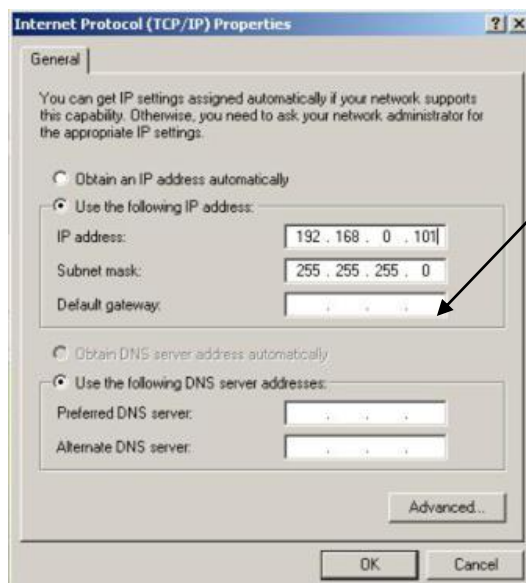 Internet Protocol (TCP/IP) Properties
General
You can get IP settings assigned automatically if your network supports
this capability. Otherwise, you need to ask your network administrator for
the appropriate IP settings.
Obtain an IP address automatically
Use the following IP address:
IP address: 192 . 168 . 0 . 101
Subnet mask: 255 . 255 . 255 . 0
Default gateway: . . .
Obtain DNS server address automatically
Use the following DNS server addresses:
Preferred DNS server: . . .
Alternate DNS server: . . .
Advanced...
OK Cancel